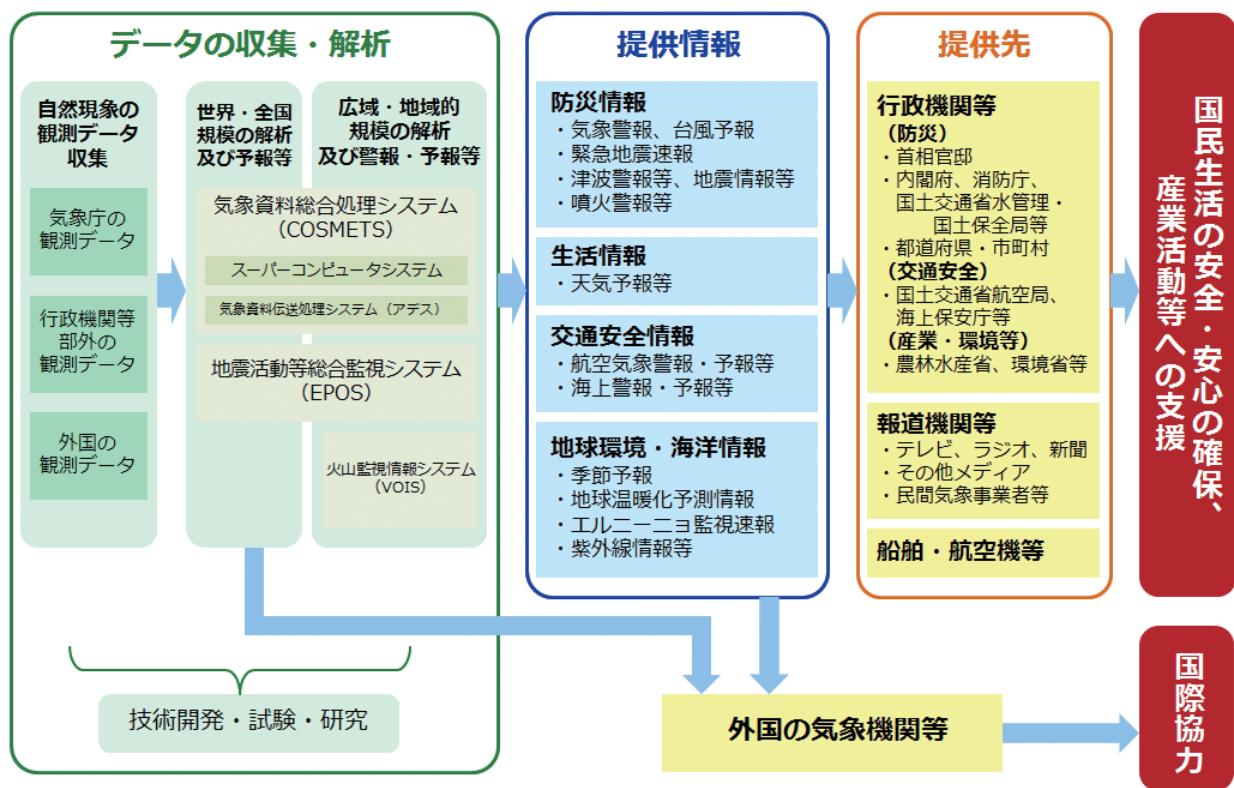 データの収集・解析
自然現象の
観測データ
収集
気象庁の
観測データ
行政機関等
部外の
観測データ
外国の
観測データ
世界・全国
規模の解析
及び予報等
広域・地域的
規模の解析
及び警報・予報等
気象資料総合処理システム
（COSMETS）
スーパーコンピュータシステム
気象資料伝送処理システム（アデス）
地震活動等総合監視システム
（EPOS）
火山監視情報システム
（VOIS）
技術開発・試験・研究
提供情報
防災情報
・気象警報、台風予報
・緊急地震速報
・津波警報等、地震情報等
・噴火警報等
生活情報
・天気予報等
交通安全情報
・航空気象警報・予報等
・海上警報・予報等
地球環境・海洋情報
・季節予報
・地球温暖化予測情報
・エルニーニョ監視速報
・紫外線情報等
提供先
行政機関等
（防災）
・首相官邸
・内閣府、消防庁、
国土交通省水管理・
国土保全局等
・都道府県・市町村
（交通安全）
・国土交通省航空局、
海上保安庁等
（産業・環境等）
・農林水産省、環境省等
報道機関等
・テレビ、ラジオ、新聞
・その他メディア
・民間気象事業者等
船舶・航空機等
国民生活の安全・安心の確保、
産業活動等への支援
外国の気象機関等
国際協力